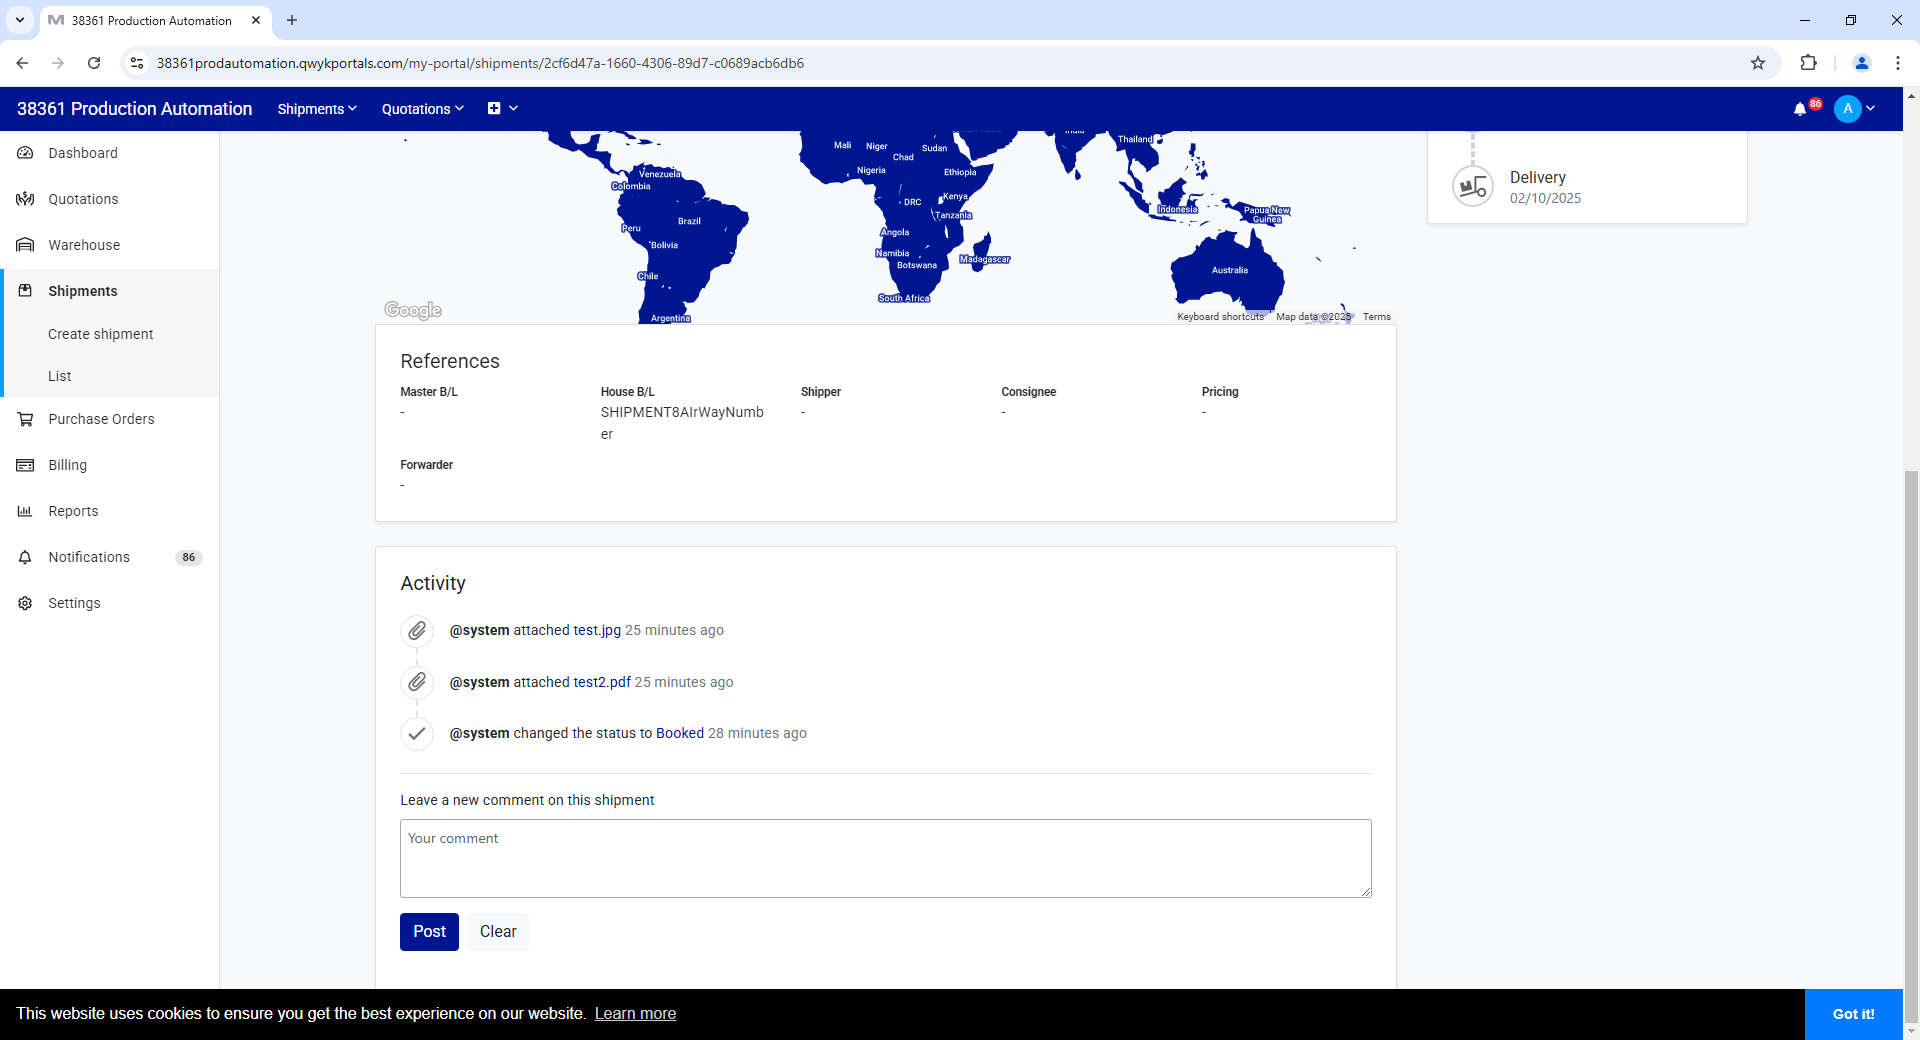 38361 Production Automation
38361prodautomation.qwykportals.com/my-portal/shipments/2cf6d47a-1660-4306-89d7-c0689acb6db6
38361 Production Automation
Shipments
Quotations
86
A
Dashboard
Quotations
Warehouse
Shipments
Create shipment
List
Purchase Orders
Billing
Reports
Notifications
86
Settings
Mali
Niger
Chad
Sudan
India
Thailand
Nigeria
Ethiopia
Venezuela
Colombia
DRC
Kenya
Tanzania
Indonesia
Papua New
Guinea
Brazil
Peru
Angola
Bolivia
Namibia
Botswana
Madagascar
Australia
Chile
South Africa
Argentina
Google
Keyboard shortcuts
Map data ©2025
Terms
Delivery
02/10/2025
References
Master B/L
-
House B/L
SHIPMENT8AIrWayNumb
er
Shipper
-
Consignee
-
Pricing
-
Forwarder
-
Activity
@system attached test.jpg 25 minutes ago
@system attached test2.pdf 25 minutes ago
@system changed the status to Booked 28 minutes ago
Leave a new comment on this shipment
Your comment
Post
Clear
This website uses cookies to ensure you get the best experience on our website. Learn more
Got it!